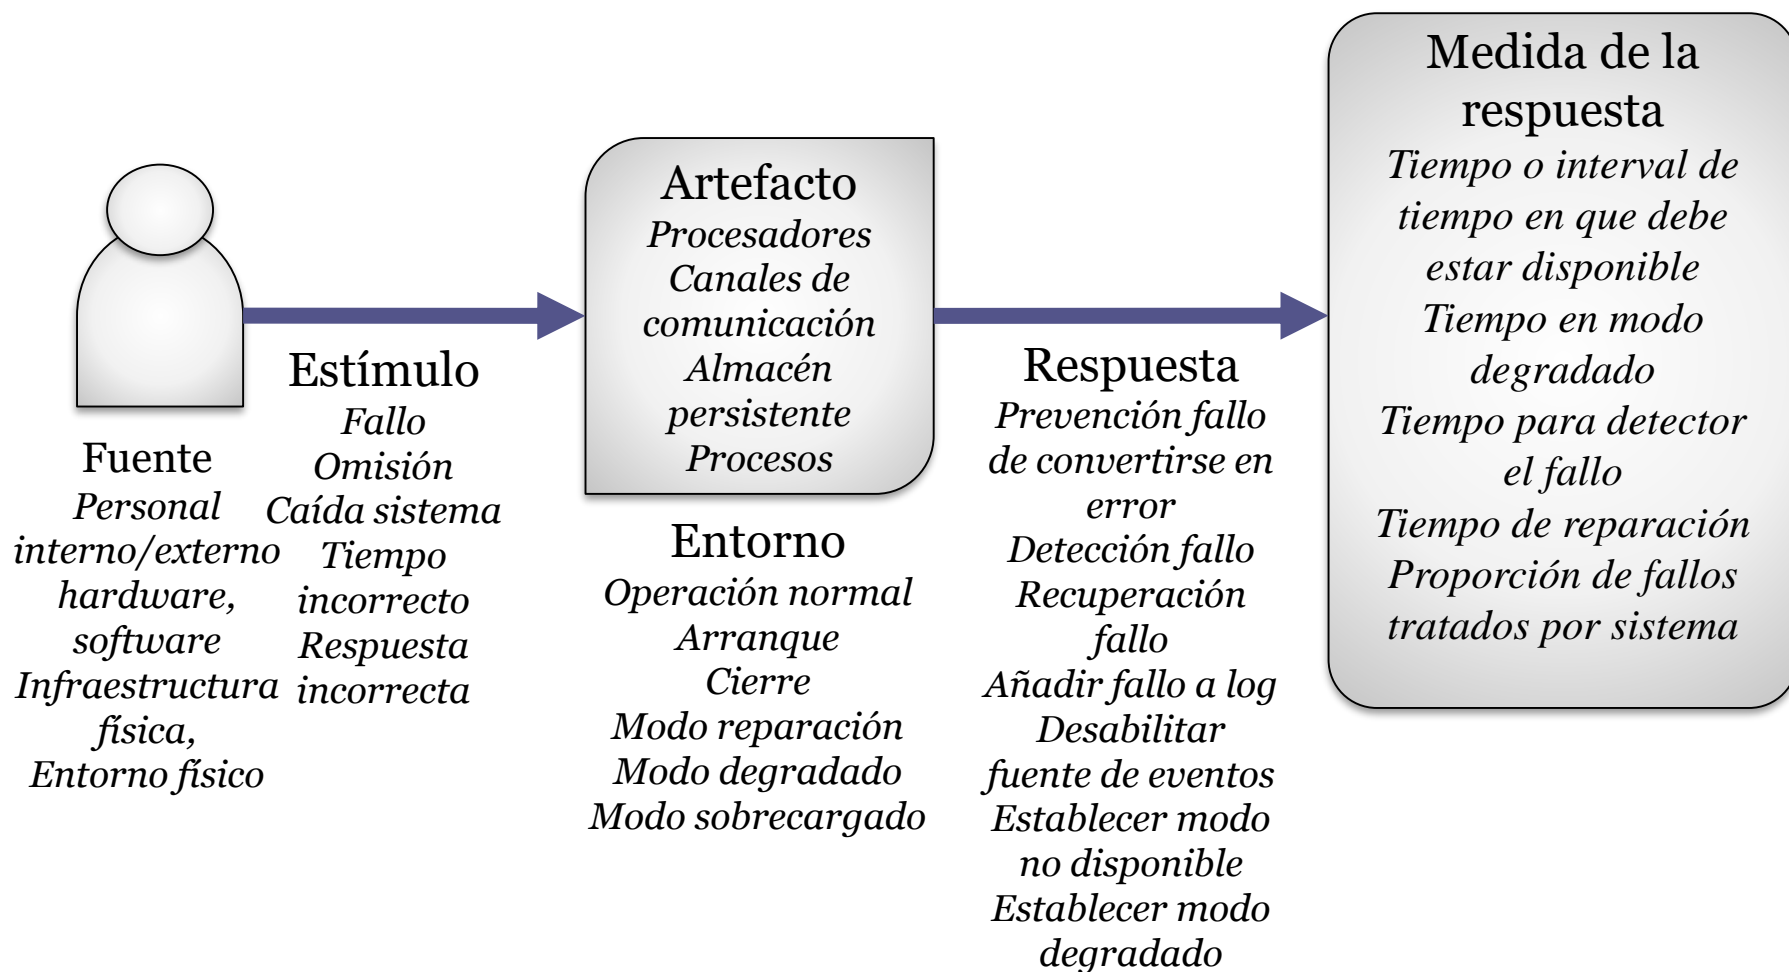 Fuente
Personal
interno/externo
hardware,
software
Infraestructura
física,
Entorno físico
Estímulo
Fallo
Omisión
Caída sistema
Tiempo
incorrecto
Respuesta
incorrecta
Artefacto
Procesadores
Canales de
comunicación
Almacén
persistente
Procesos
Entorno
Operación normal
Arranque
Cierre
Modo reparación
Modo degradado
Modo sobrecargado
Respuesta
Prevención fallo
de convertirse en
error
Detección fallo
Recuperación
fallo
Añadir fallo a log
Desabilitar
fuente de eventos
Establecer modo
no disponible
Establecer modo
degradado
Medida de la
respuesta
Tiempo o interval de
tiempo en que debe
estar disponible
Tiempo en modo
degradado
Tiempo para detector
el fallo
Tiempo de reparación
Proporción de fallos
tratados por sistema